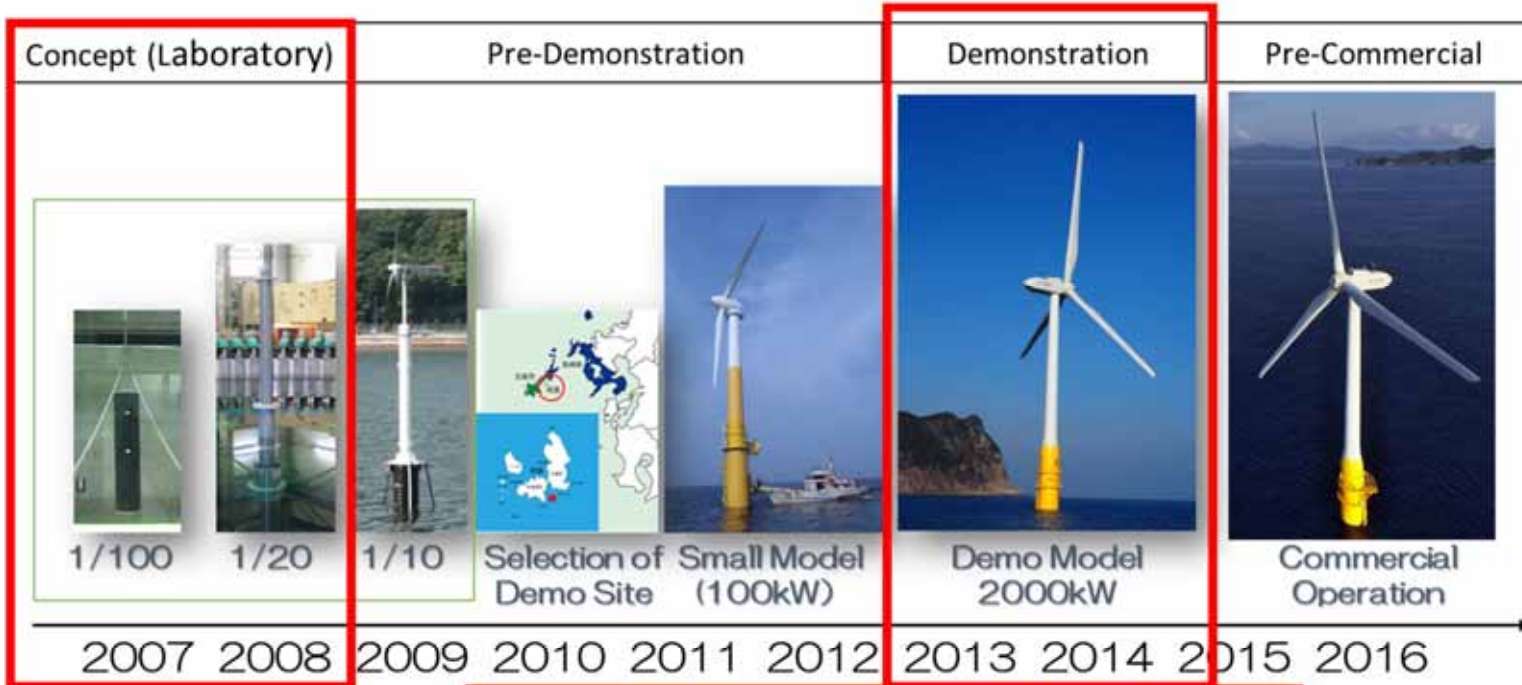 Concept (Laboratory)
Pre-Demonstration
Demonstration
Pre-Commercial
1/100
1/20
1/10
Selection of
Demo Site
Small Model
(100kW)
Demo Model
2000kW
Commercial
Operation
2007 2008 2009 2010 2011 2012 2013 2014 2015 2016